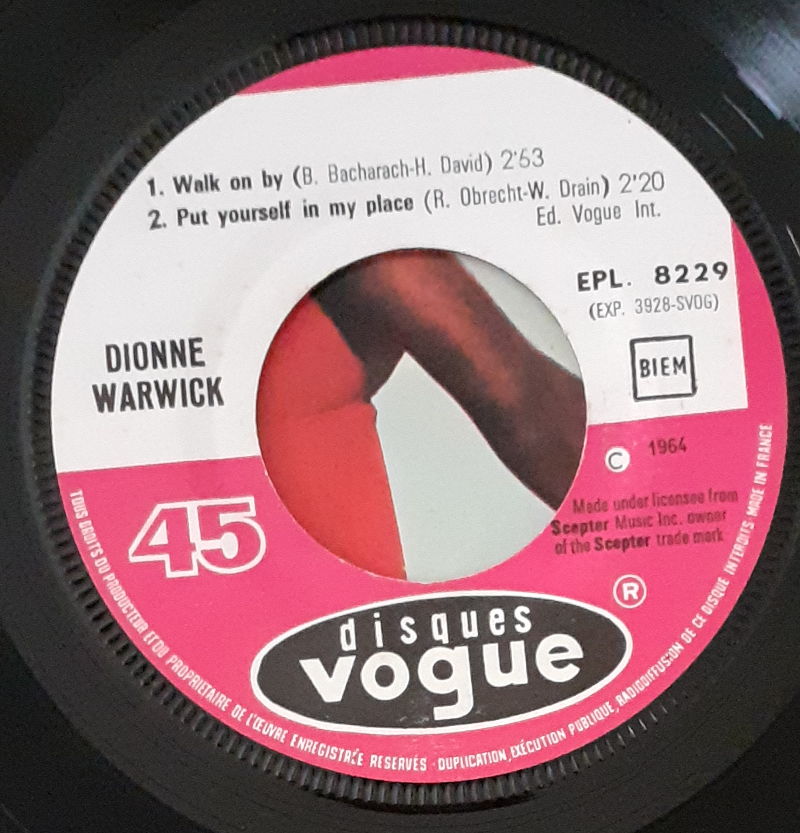 1. Walk on by (B. Bacharach-H. David) 2'53
2. Put yourself in my place (R. Obrecht-W. Drain) 2'20
Ed. Vogue Int.
EPL. 8229
(EXP. 3928-SVOG)
BIEM
DIONNE
WARWICK
© 1964
45
Made under licensee from
Scepter Music Inc. owner
of the Scepter trade mark
®
disques
vogue
TOUS DROITS DU PRODUCTEUR ET DU PROPRIETAIRE DE L'ŒUVRE ENREGISTRÉE RESERVÉS · DUPLICATION, EXÉCUTION PUBLIQUE, RADIODIFFUSION DE CE DISQUE INTERDITS · MADE IN FRANCE